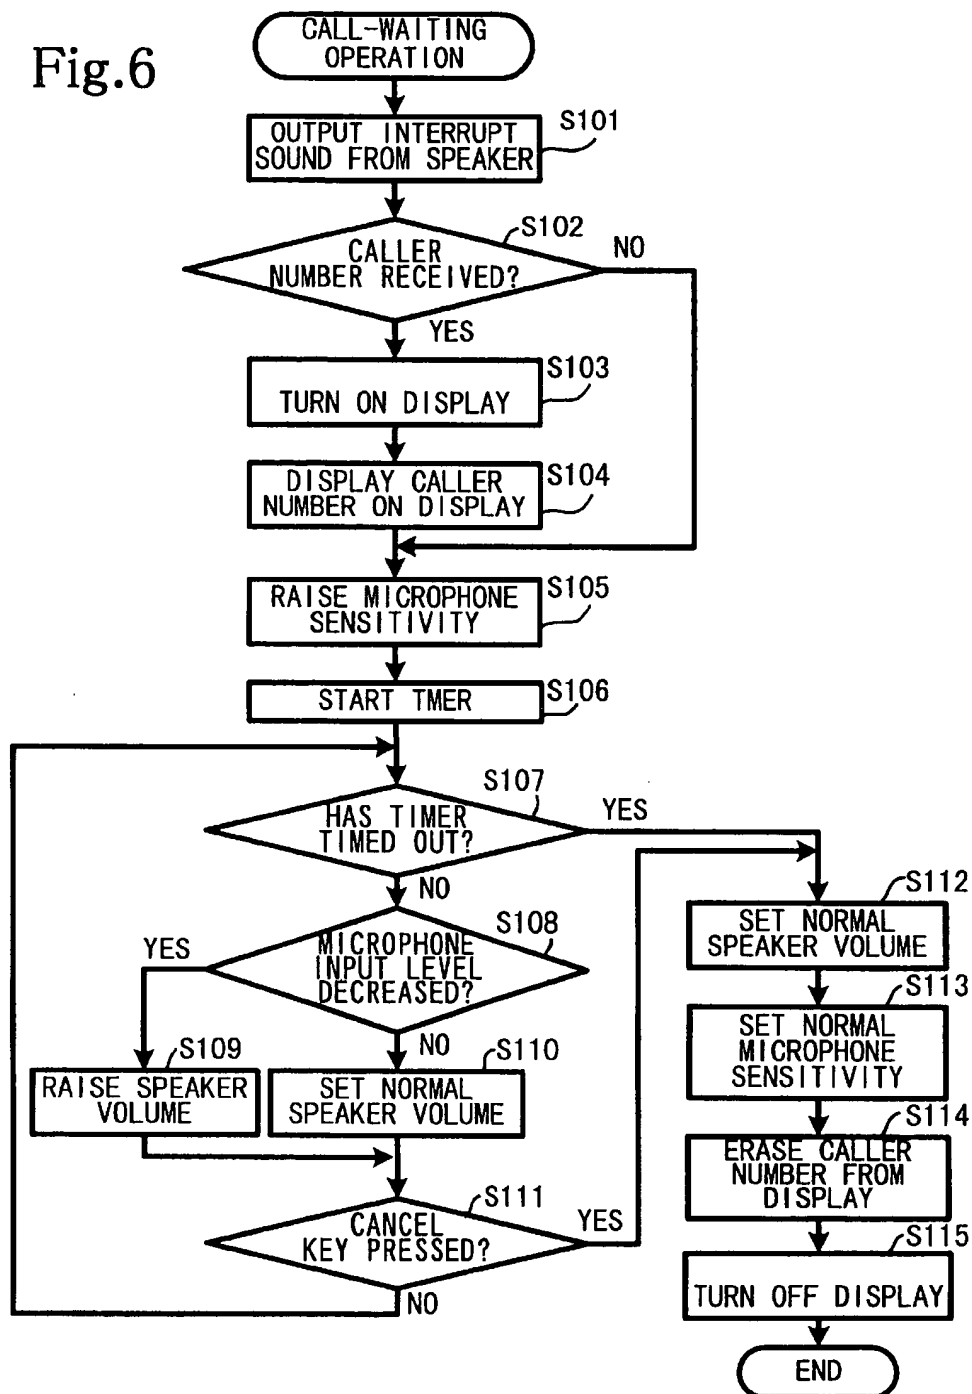 Fig.6
CALL-WAITING
OPERATION
OUTPUT INTERRUPT
SOUND FROM SPEAKER
S101
CALLER
NUMBER RECEIVED?
S102
NO
YES
TURN ON DISPLAY
S103
DISPLAY CALLER
NUMBER ON DISPLAY
S104
RAISE MICROPHONE
SENSITIVITY
S105
START TMER
S106
HAS TIMER
TIMED OUT?
S107
YES
NO
MICROPHONE
INPUT LEVEL
DECREASED?
S108
YES
NO
RAISE SPEAKER
VOLUME
S109
SET NORMAL
SPEAKER VOLUME
S110
CANCEL
KEY PRESSED?
S111
YES
NO
SET NORMAL
SPEAKER VOLUME
S112
SET NORMAL
MICROPHONE
SENSITIVITY
S113
ERASE CALLER
NUMBER FROM
DISPLAY
S114
TURN OFF DISPLAY
S115
END